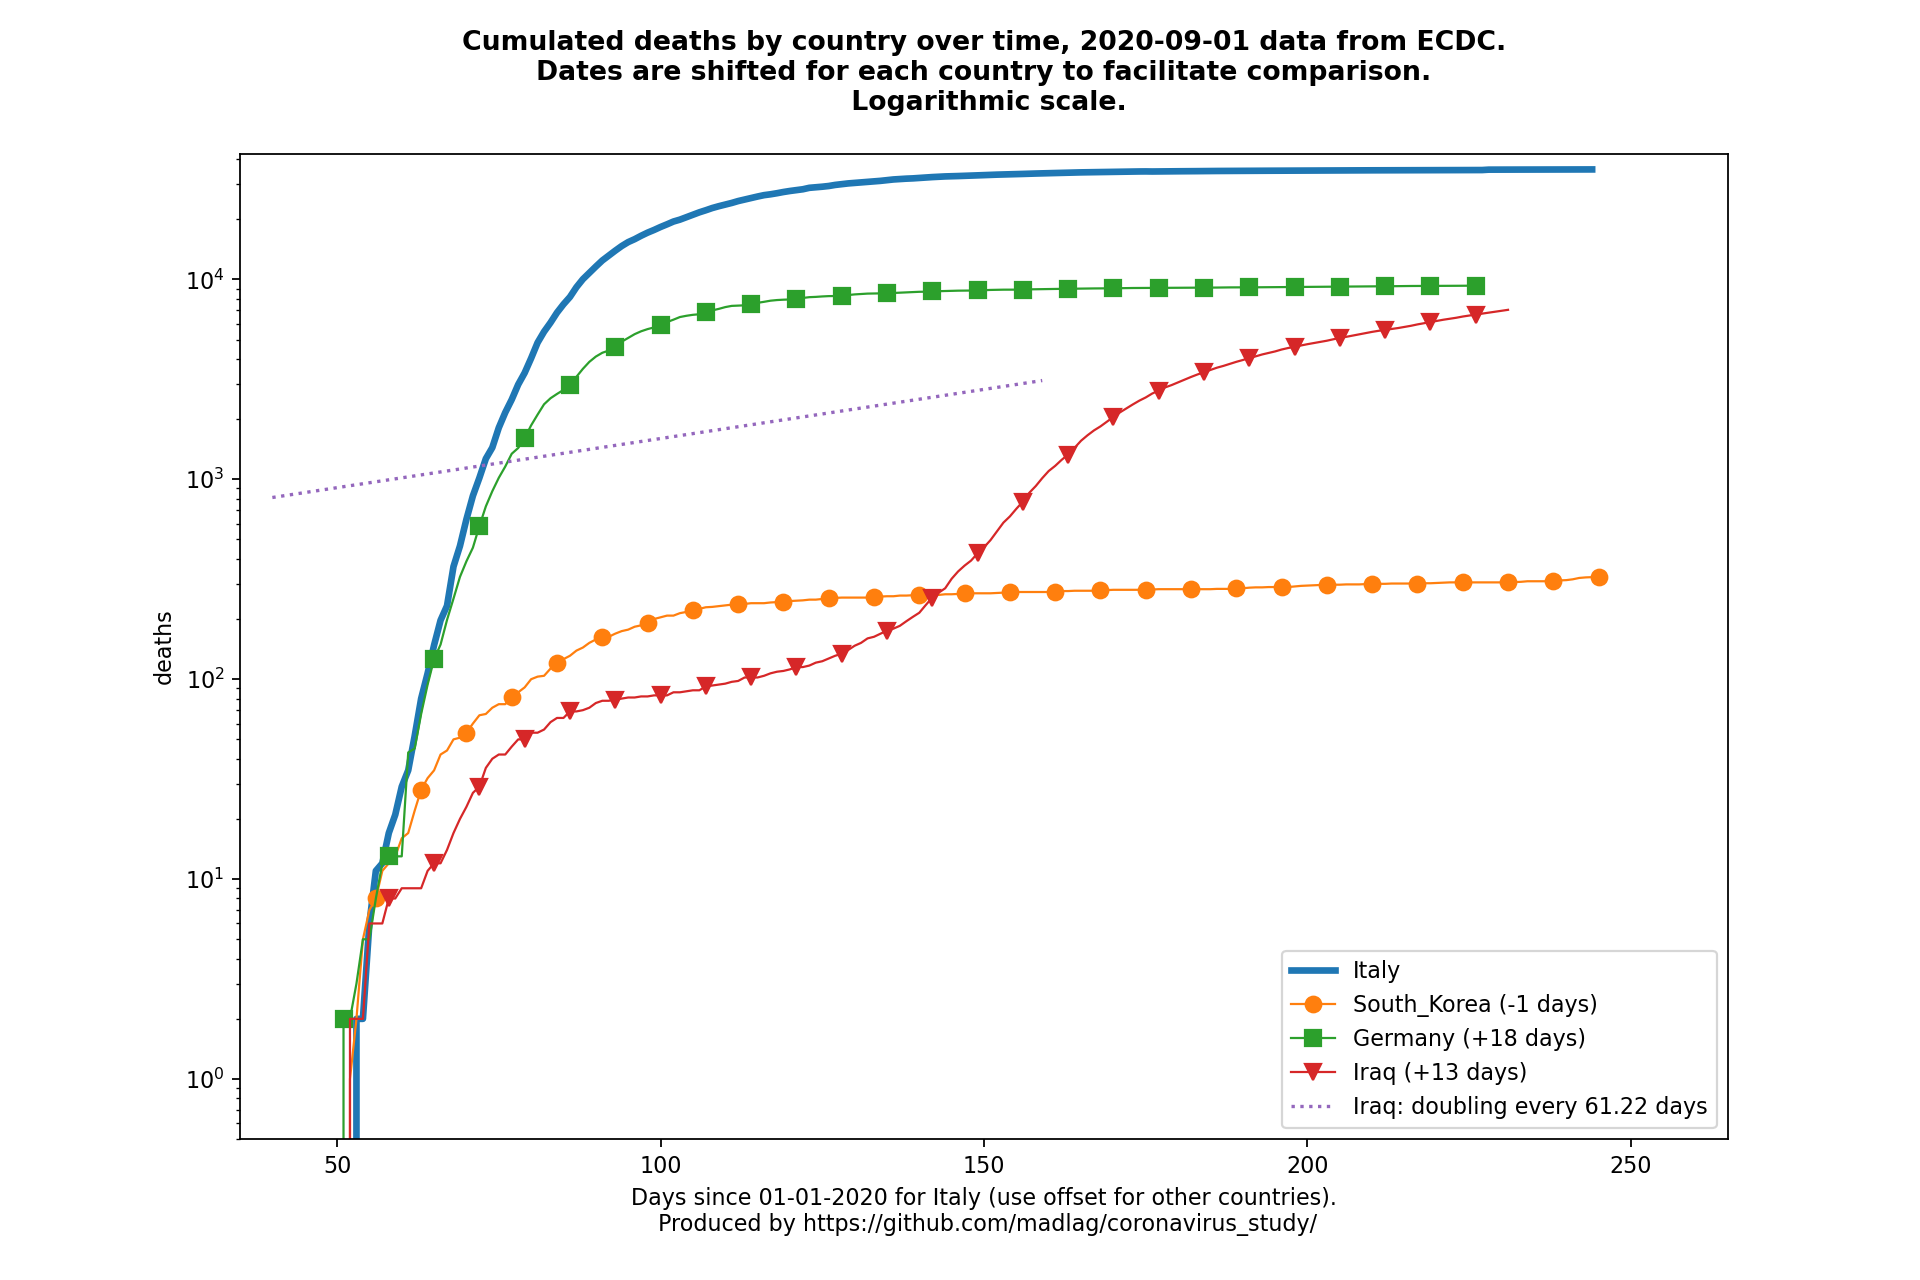 Cumulated deaths by country over time, 2020-09-01 data from ECDC.
Dates are shifted for each country to facilitate comparison.
Logarithmic scale.
10⁴
10³
10²
10¹
10⁰
deaths
Italy
South_Korea (-1 days)
Germany (+18 days)
Iraq (+13 days)
Iraq: doubling every 61.22 days
50 100 150 200 250
Days since 01-01-2020 for Italy (use offset for other countries).
Produced by https://github.com/madlag/coronavirus_study/